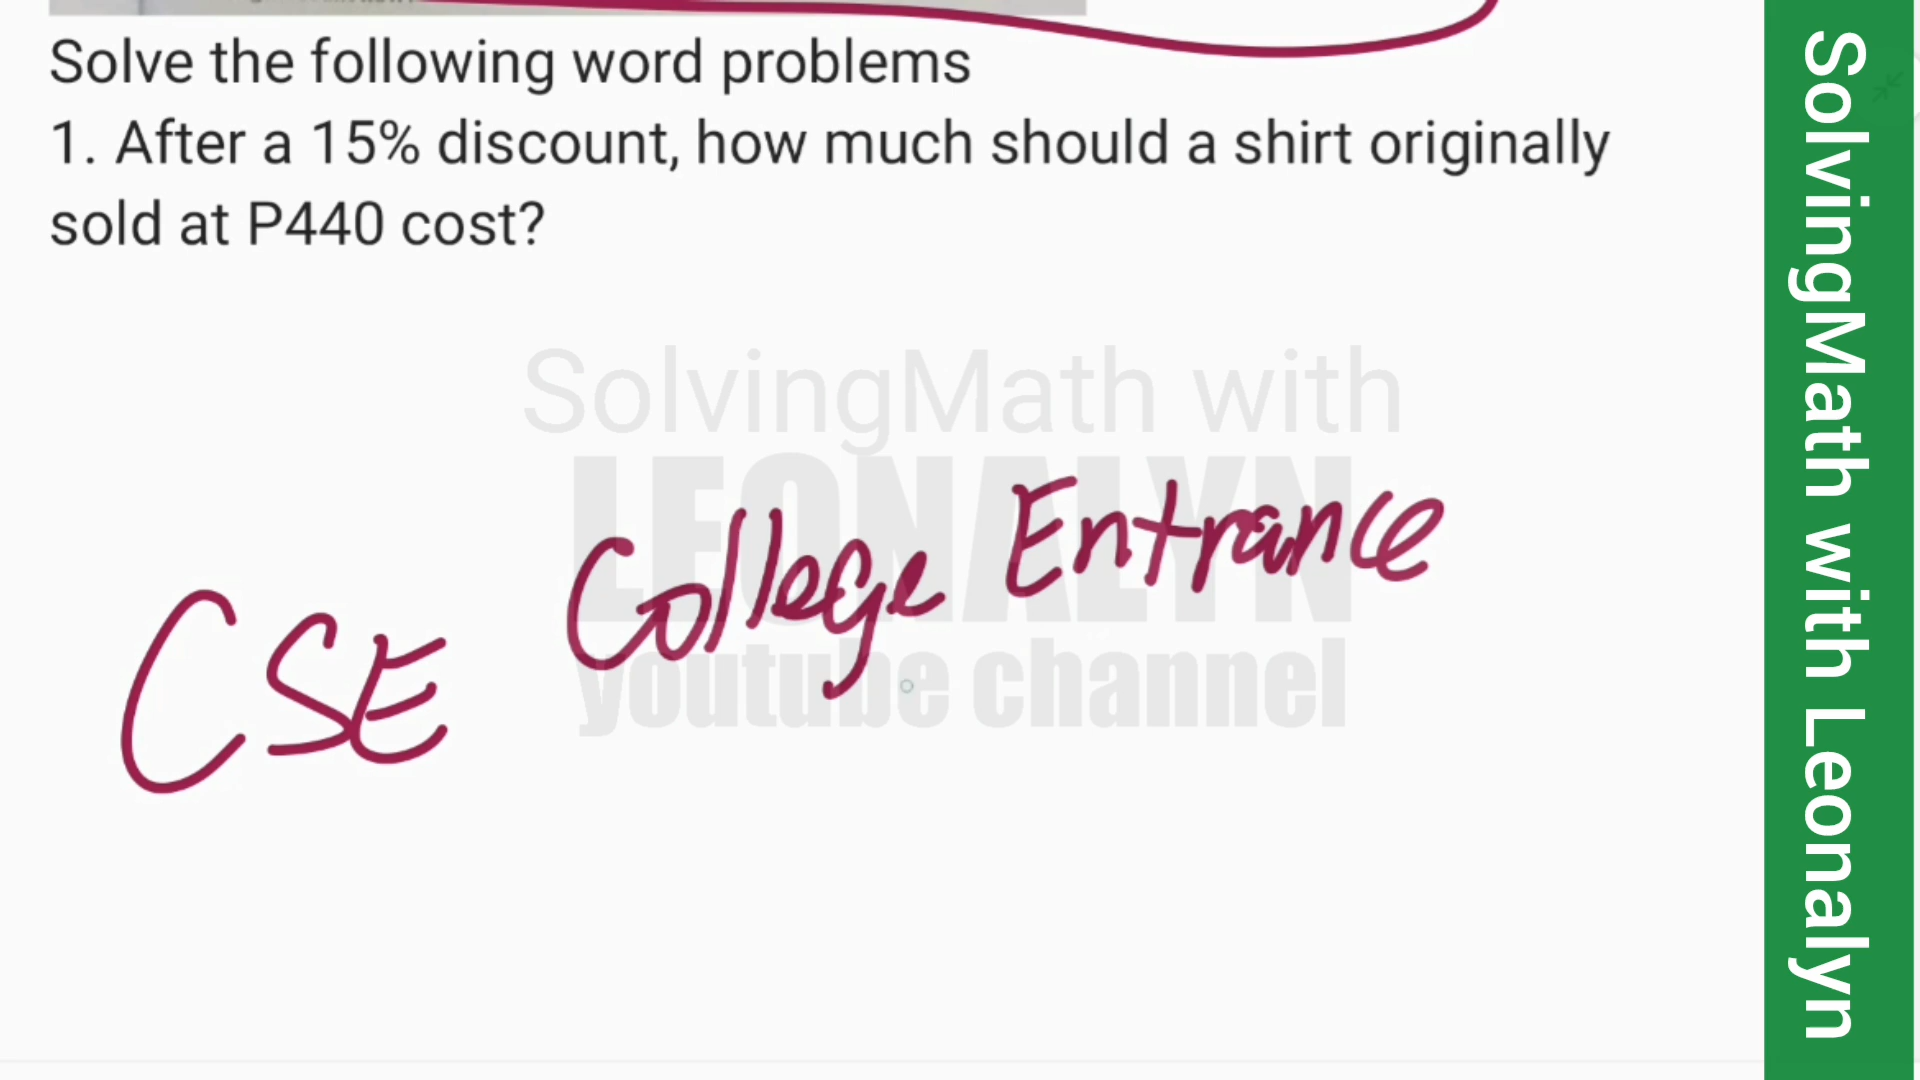 Solve the following word problems
1. After a 15% discount, how much should a shirt originally
sold at P440 cost?
SolvingMath with
LEONALYN
youtube channel
CSE College Entrance
SolvingMath with Leonalyn